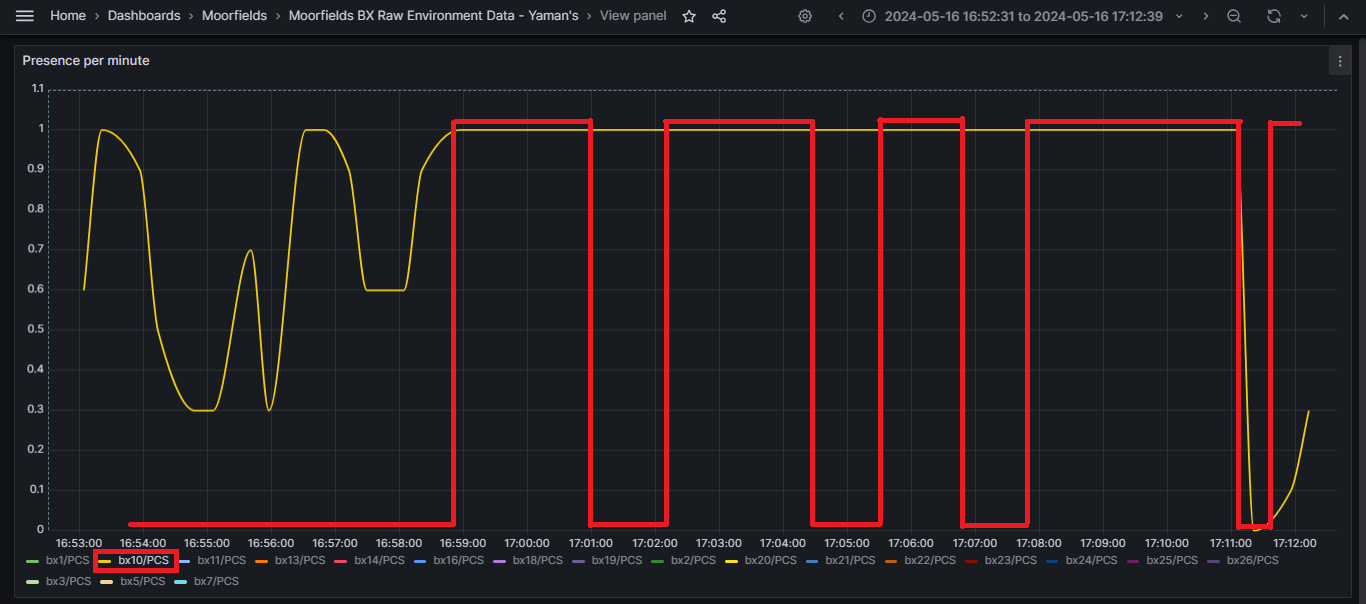 Home > Dashboards > Moorfields > Moorfields BX Raw Environment Data - Yaman's > View panel 2024-05-16 16:52:31 to 2024-05-16 17:12:39
Presence per minute
1.1
1
0.9
0.8
0.7
0.6
0.5
0.4
0.3
0.2
0.1
0
16:53:00 16:54:00 16:55:00 16:56:00 16:57:00 16:58:00 16:59:00 17:00:00 17:01:00 17:02:00 17:03:00 17:04:00 17:05:00 17:06:00 17:07:00 17:08:00 17:09:00 17:10:00 17:11:00 17:12:00
bx1/PCS bx10/PCS bx11/PCS bx13/PCS bx14/PCS bx16/PCS bx18/PCS bx19/PCS bx2/PCS bx20/PCS bx21/PCS bx22/PCS bx23/PCS bx24/PCS bx25/PCS bx26/PCS
bx3/PCS bx5/PCS bx7/PCS